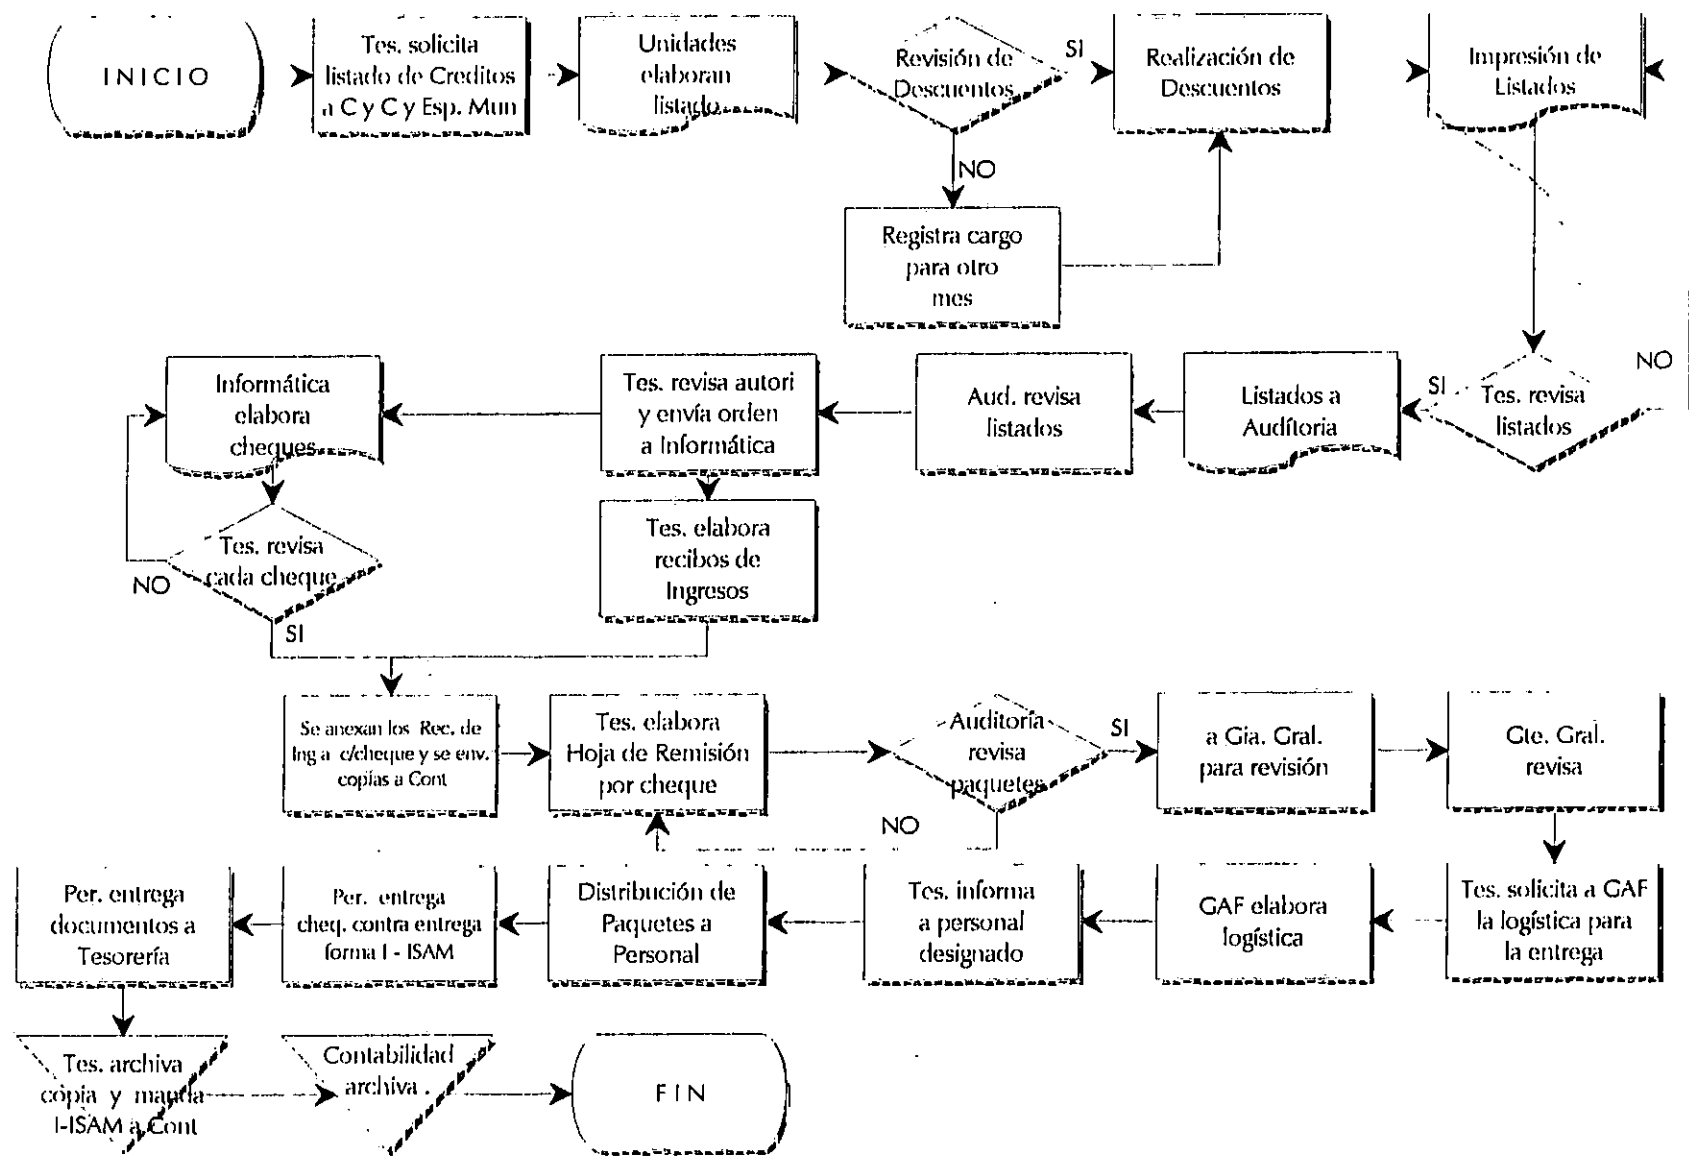 INICIO
Tes. solicita
listado de Creditos
a C y C y Esp. Mun
Unidades
elaboran
listado
Revisión de
Descuentos
SI
NO
Realización de
Descuentos
Impresión de
Listados
Registra cargo
para otro
mes
Informática
elabora
cheques
Tes. revisa autori
y envía orden
a Informática
Aud. revisa
listados
Listados a
Auditoria
SI
Tes. revisa
listados
NO
Tes. revisa
cada cheque
NO
SI
Tes. elabora
recibos de
Ingresos
Se anexan los Rec. de
Ing a c/cheque y se env.
copias a Cont
Tes. elabora
Hoja de Remisión
por cheque
Auditoria
revisa
paquetes
SI
NO
a Gia. Gral.
para revisión
Gte. Gral.
revisa
Per. entrega
documentos a
Tesorería
Per. entrega
cheq. contra entrega
forma I - ISAM
Distribución de
Paquetes a
Personal
Tes. informa
a personal
designado
GAF elabora
logística
Tes. solicita a GAF
la logística para
la entrega
Tes. archiva
copia y manda
I-ISAM a Cont
Contabilidad
archiva .
FIN